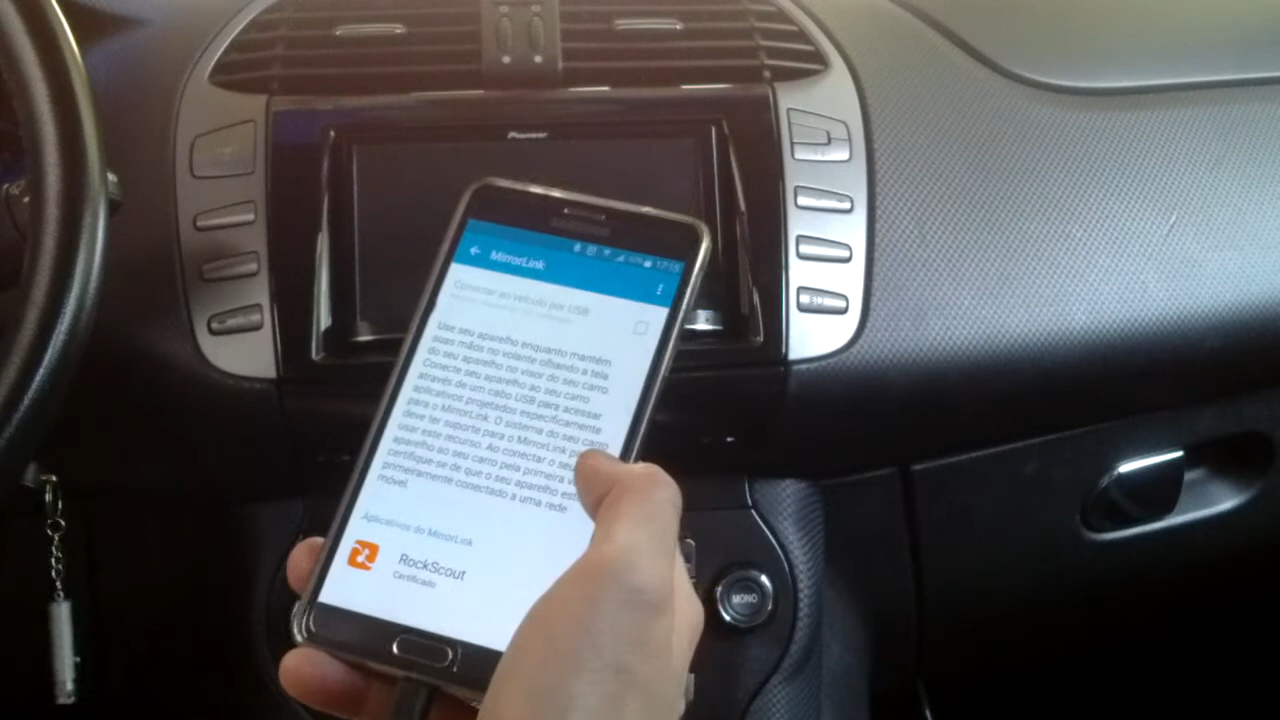 Pioneer
17:15
MirrorLink
Conectar ao veículo por USB
Use seu aparelho enquanto mantém
suas mãos no volante olhando a tela
do seu aparelho no visor do seu carro.
Conecte seu aparelho ao seu carro
através de um cabo USB para acessar
aplicativos projetados especificamente
para o MirrorLink. O sistema do seu carro
deve ter suporte para o MirrorLink
usar este recurso. Ao conectar o seu
aparelho ao seu carro pela primeira
certifique-se de que o seu aparelho
primeiramente conectado a uma rede
móvel.
Aplicativos do MirrorLink
RockScout
Certificado
MONO